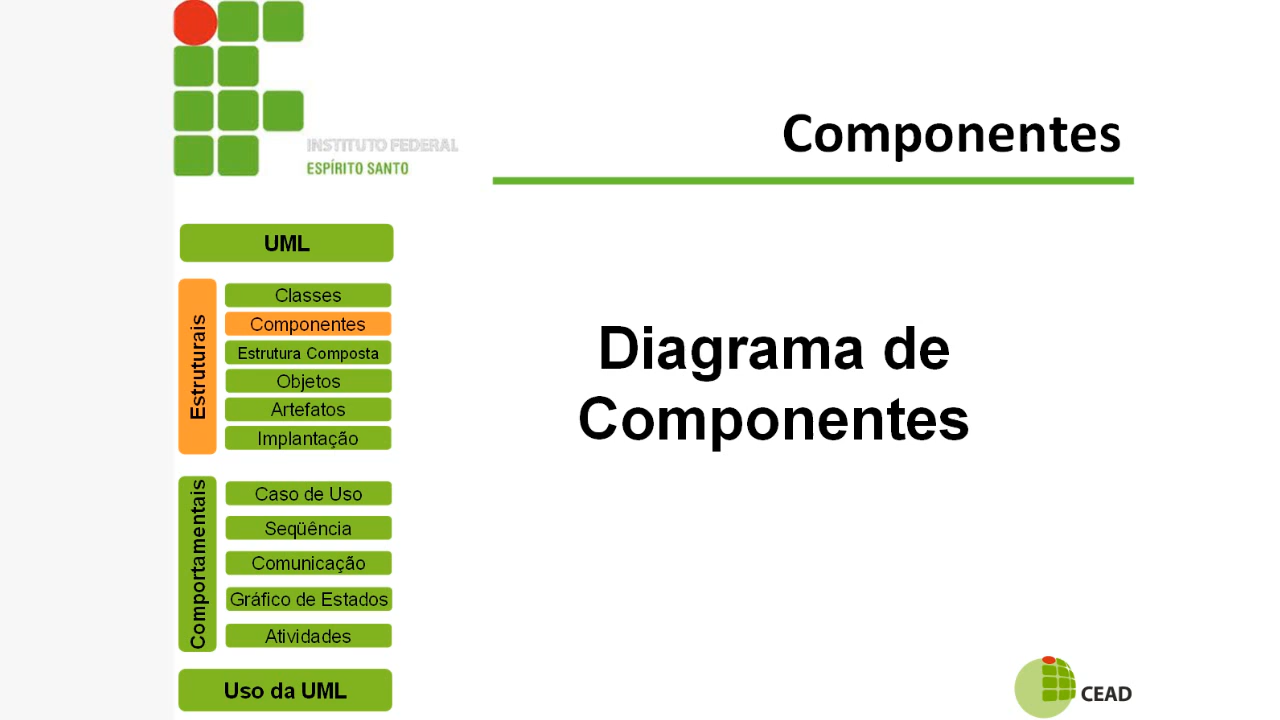 INSTITUTO FEDERAL
ESPÍRITO SANTO
Componentes
UML
Estruturais
Classes
Componentes
Estrutura Composta
Objetos
Artefatos
Implantação
Comportamentais
Caso de Uso
Seqüência
Comunicação
Gráfico de Estados
Atividades
Uso da UML
Diagrama de
Componentes
CEAD